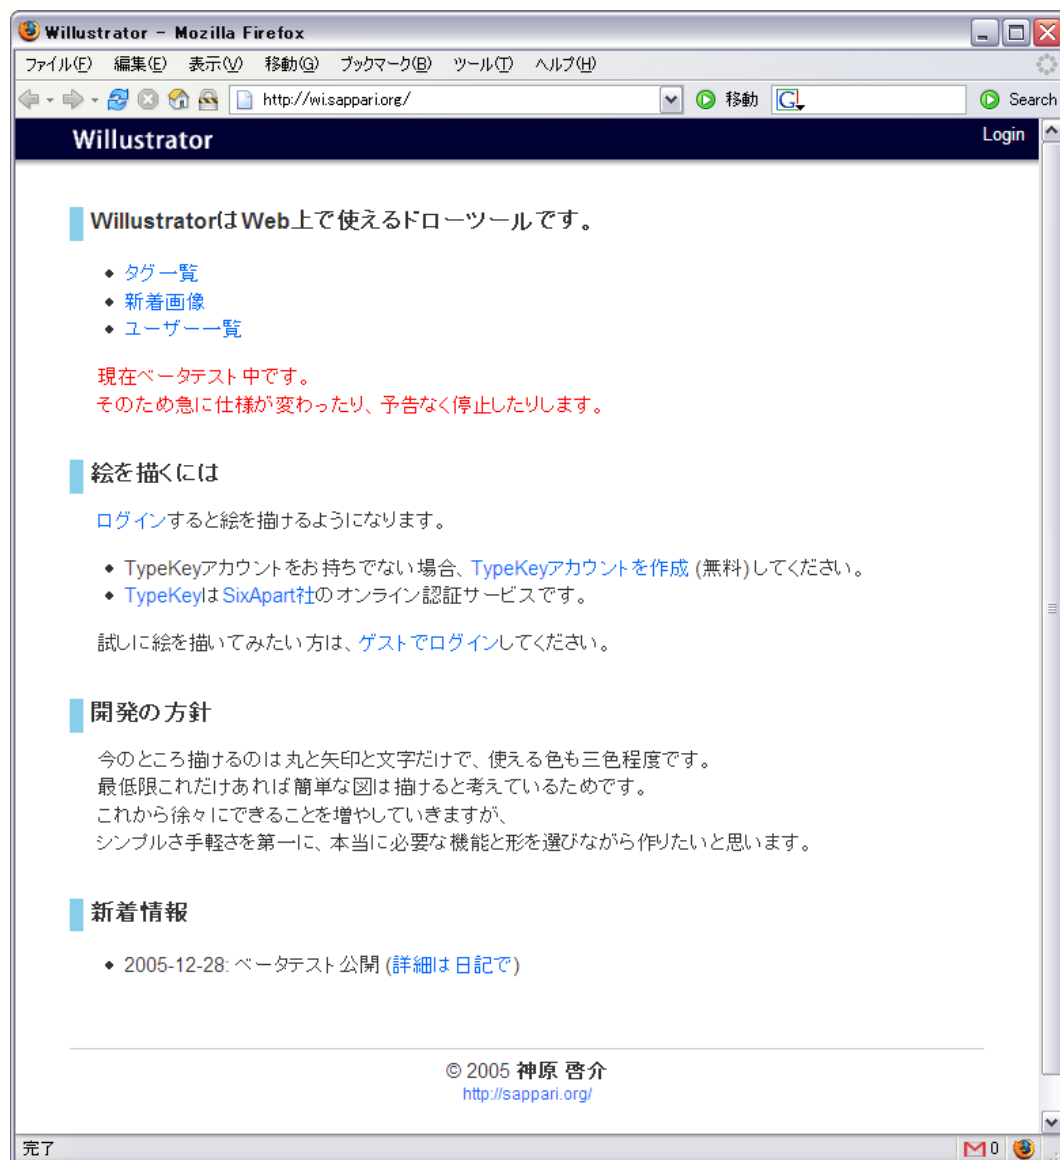 Willustrator - Mozilla Firefox
ファイル(F) 編集(E) 表示(V) 移動(G) ブックマーク(B) ツール(T) ヘルプ(H)
http://wi.sappari.org/ 移動 G Search
Willustrator Login
WillustratorはWeb上で使えるドローツールです。
タグ一覧
新着画像
ユーザー一覧
現在ベータテスト中です。
そのため急に仕様が変わったり、予告なく停止したりします。
絵を描くには
ログインすると絵を描けるようになります。
TypeKeyアカウントをお持ちでない場合、TypeKeyアカウントを作成 (無料)してください。
TypeKeyはSixApart社のオンライン認証サービスです。
試しに絵を描いてみたい方は、ゲストでログインしてください。
開発の方針
今のところ描けるのは丸と矢印と文字だけで、使える色も三色程度です。
最低限これだけあれば簡単な図は描けると考えているためです。
これから徐々にできることを増やしていきますが、
シンプルさ手軽さを第一に、本当に必要な機能と形を選びながら作りたいと思います。
新着情報
2005-12-28: ベータテスト公開 (詳細は日記で)
© 2005 神原 啓介
http://sappari.org/
完了 0